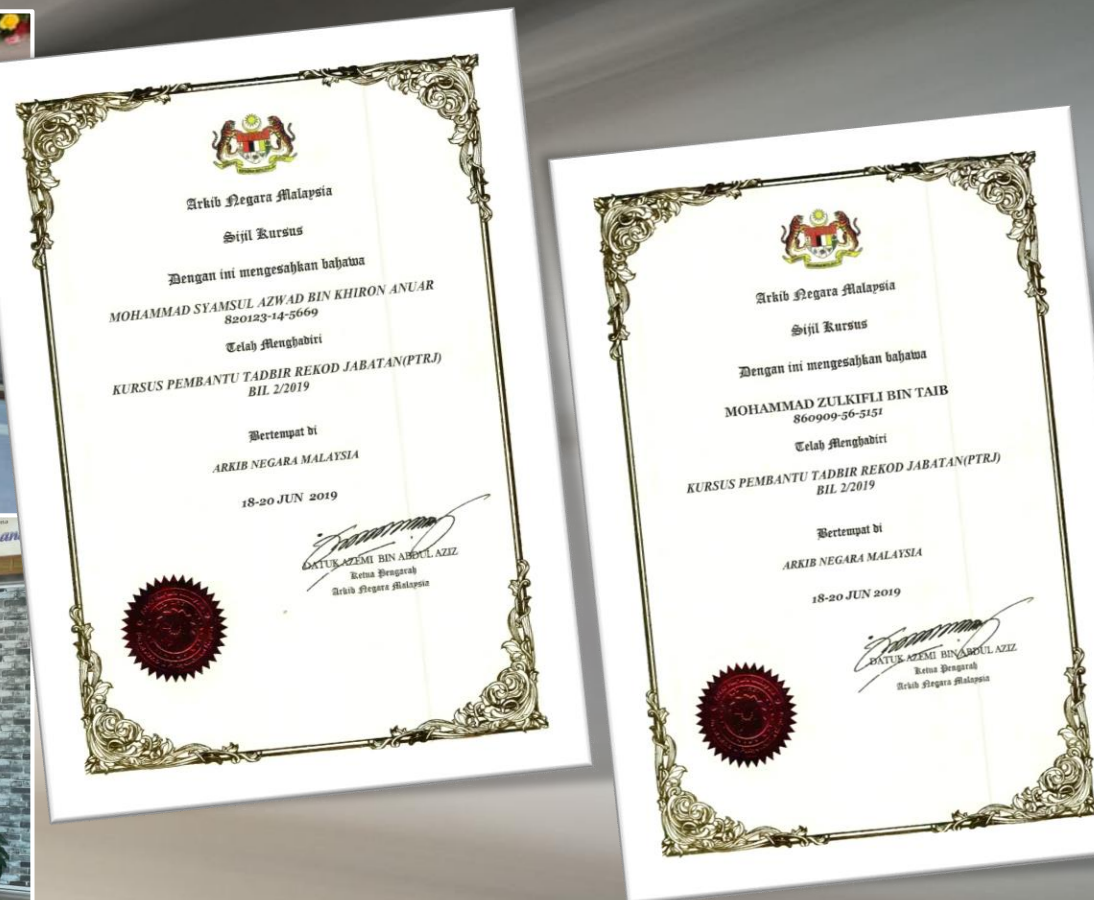 Arkib Negara Malaysia
Sijil Kursus
Dengan ini mengesahkan bahawa
MOHAMMAD SYAMSUL AZWAD BIN KHIRON ANUAR
820123-14-5669
Telah Menghadiri
KURSUS PEMBANTU TADBIR REKOD JABATAN(PTRJ)
BIL 2/2019
Bertempat di
ARKIB NEGARA MALAYSIA
18-20 JUN 2019
DATUK AZEMI BIN ABDUL AZIZ
Ketua Pengarah
Arkib Negara Malaysia
Arkib Negara Malaysia
Sijil Kursus
Dengan ini mengesahkan bahawa
MOHAMMAD ZULKIFLI BIN TAIB
860909-56-5151
Telah Menghadiri
KURSUS PEMBANTU TADBIR REKOD JABATAN(PTRJ)
BIL 2/2019
Bertempat di
ARKIB NEGARA MALAYSIA
18-20 JUN 2019
DATUK AZEMI BIN ABDUL AZIZ
Ketua Pengarah
Arkib Negara Malaysia